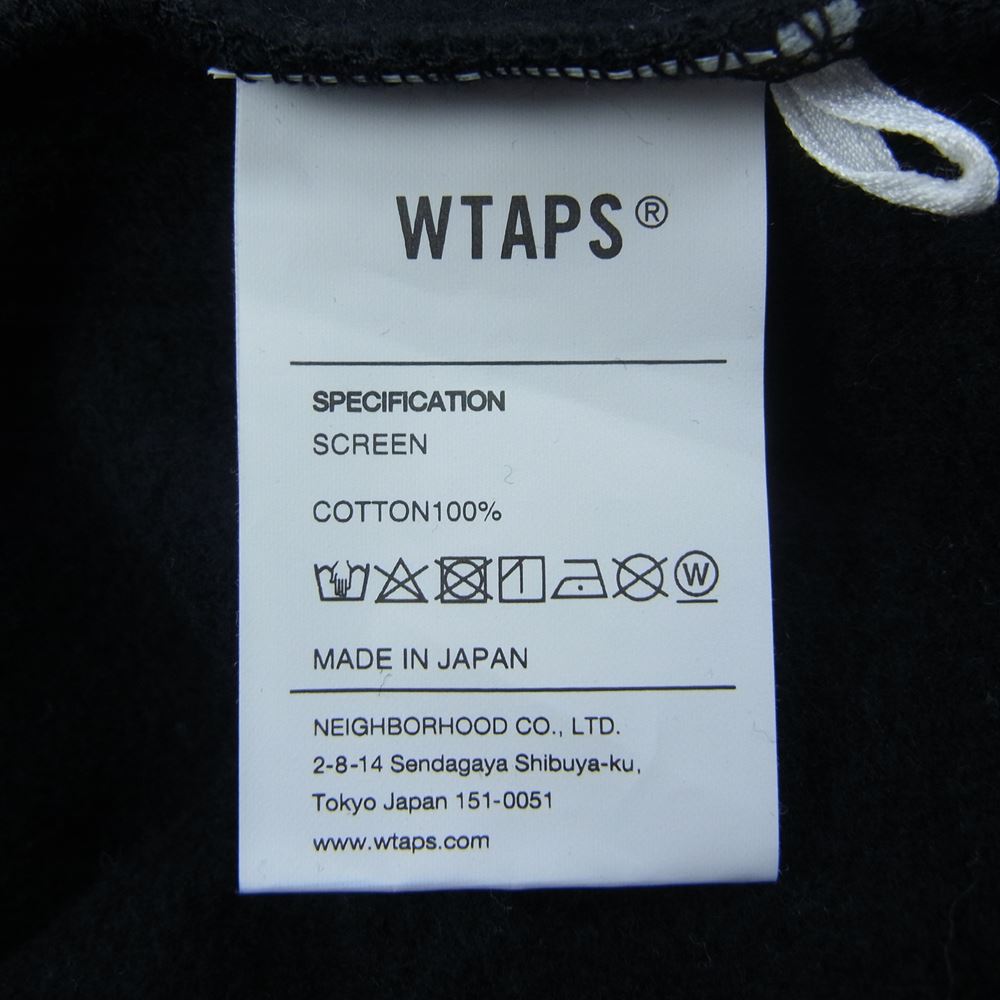 WTAPS®
SPECIFICATION
SCREEN
COTTON100%
W
MADE IN JAPAN
NEIGHBORHOOD CO., LTD.
2-8-14 Sendagaya Shibuya-ku,
Tokyo Japan 151-0051
www.wtaps.com